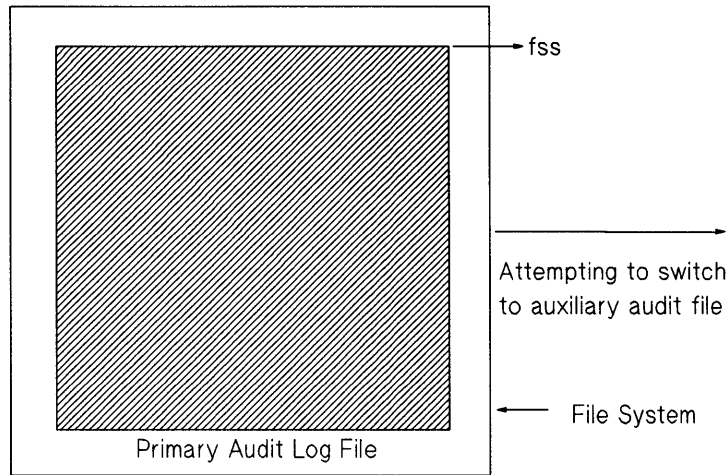 fss
Attempting to switch
to auxiliary audit file
File System
Primary Audit Log File